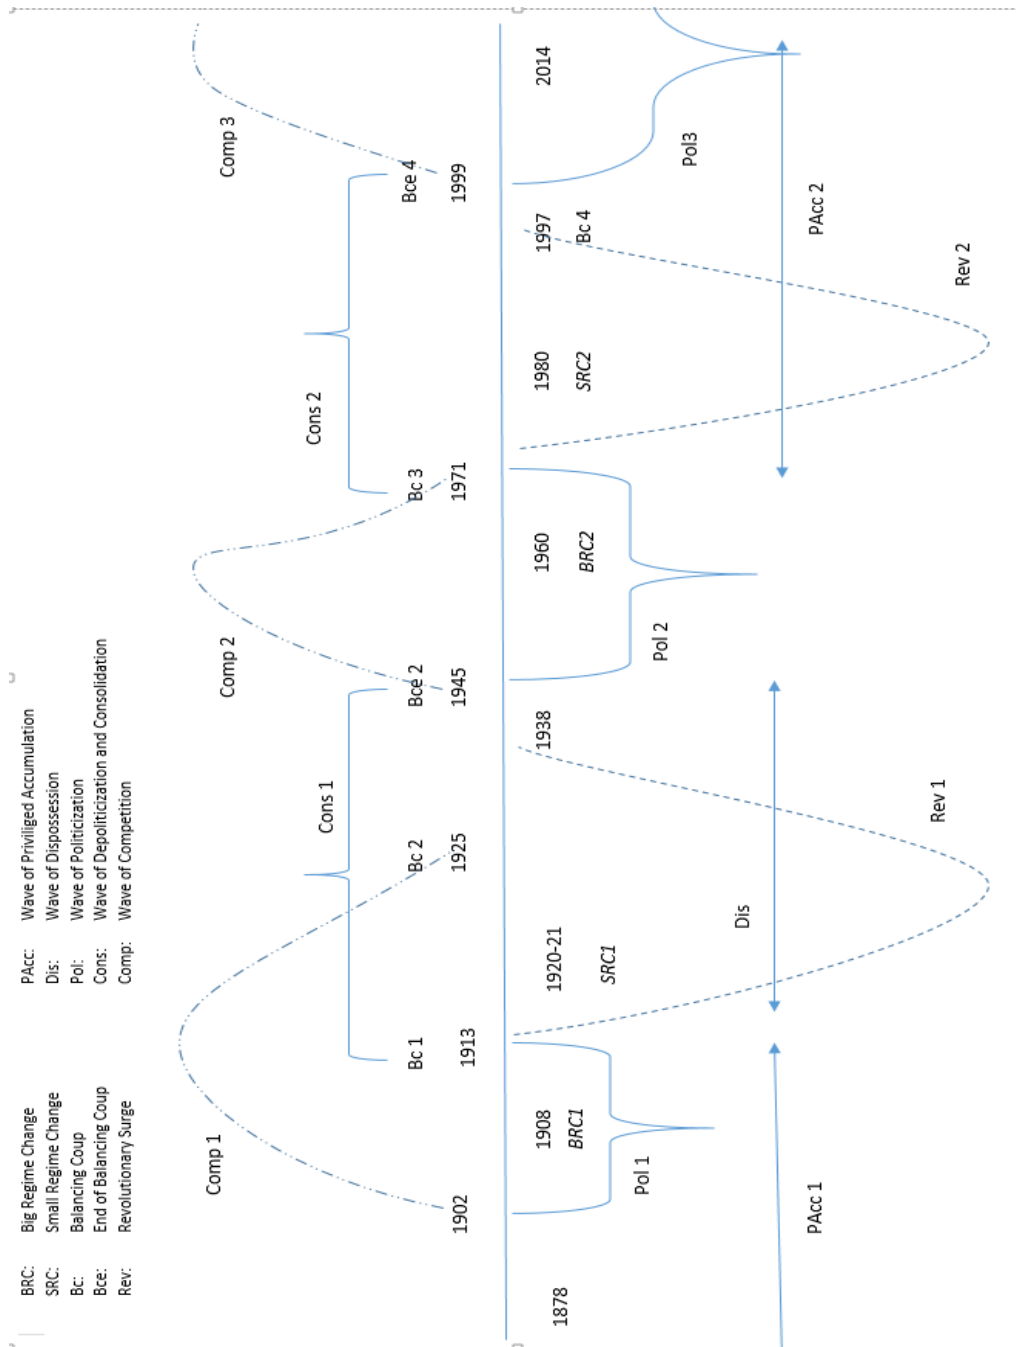 BRC: Big Regime Change
SRC: Small Regime Change
Bc: Balancing Coup
Bce: End of Balancing Coup
Rev: Revolutionary Surge
PAcc: Wave of Priviliged Accumulation
Dis: Wave of Dispossession
Pol: Wave of Politicization
Cons: Wave of Depoliticization and Consolidation
Comp: Wave of Competition
Comp 1
Comp 2
Comp 3
Cons 1
Cons 2
Bc 1
Bc 2
Bce 2
Bc 3
Bce 4
1902
1913
1925
1945
1971
1999
1878
1908
1920-21
1938
1960
1980
1997
2014
BRC1
SRC1
BRC2
SRC2
Bc 4
Pol 1
Pol 2
Pol3
Dis
PAcc 1
PAcc 2
Rev 1
Rev 2